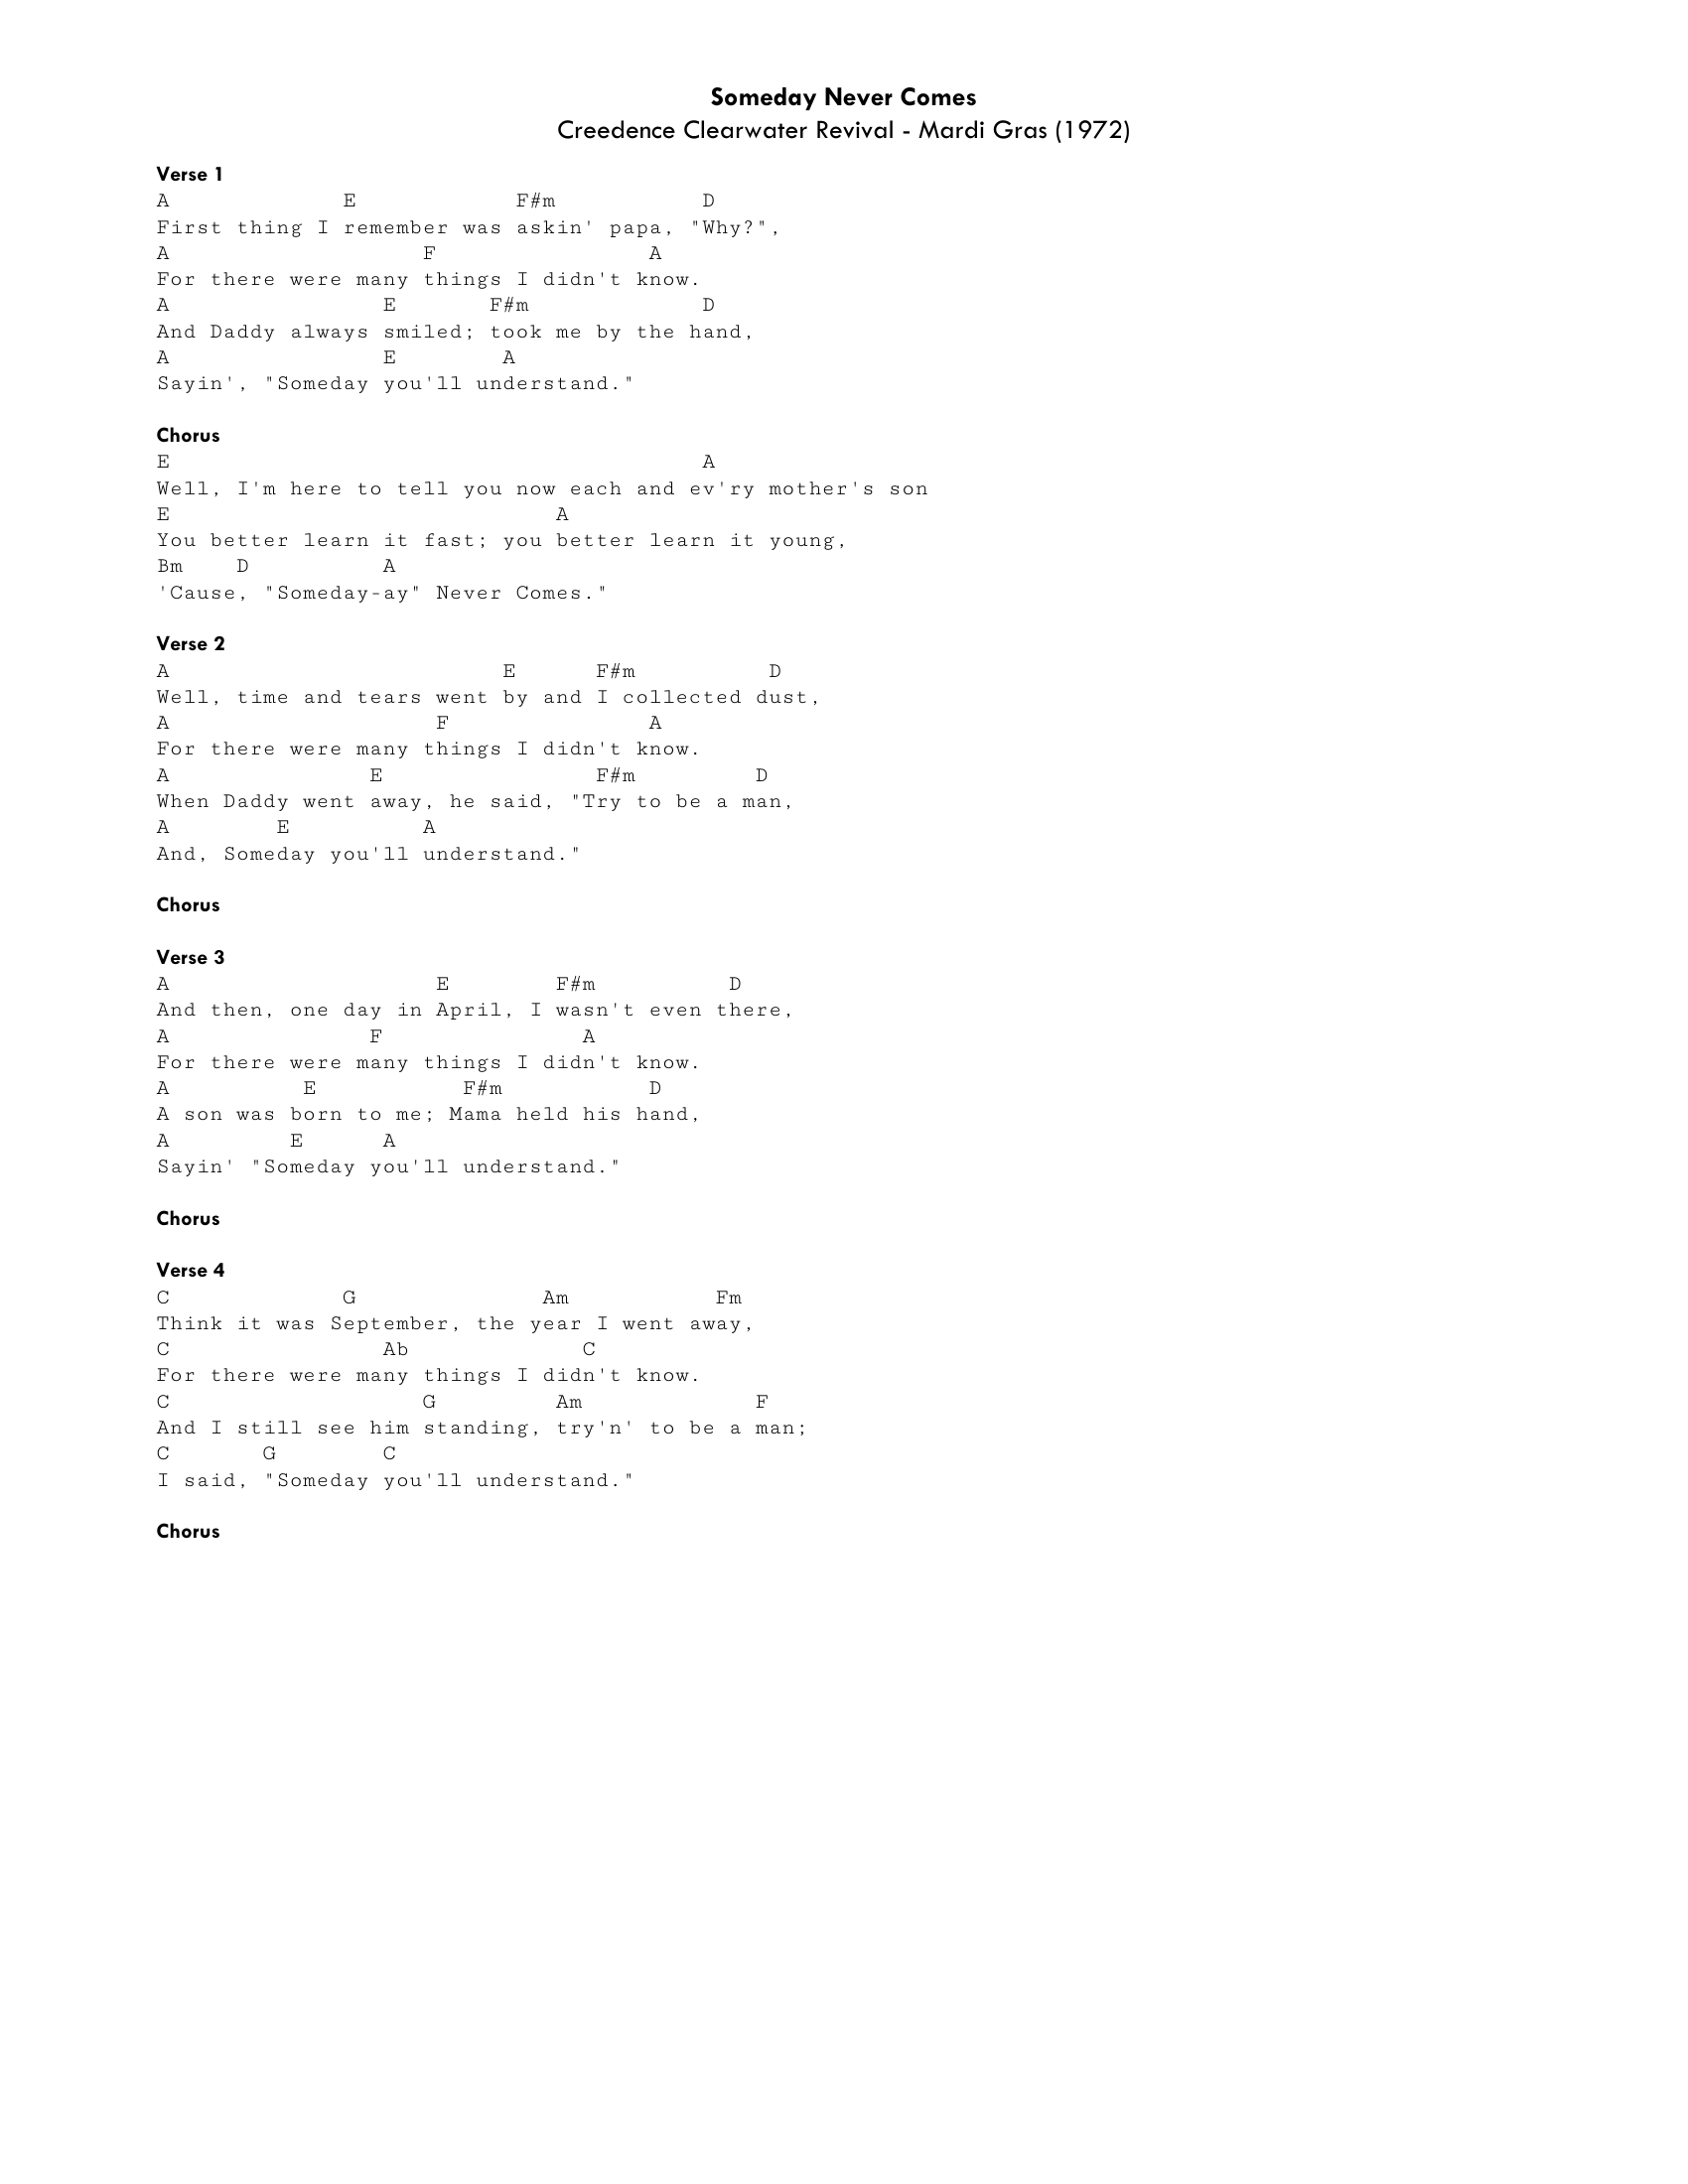 Someday Never Comes
Creedence Clearwater Revival - Mardi Gras (1972)
Verse 1
A E F#m D
First thing I remember was askin' papa, "Why?",
A F A
For there were many things I didn't know.
A E F#m D
And Daddy always smiled; took me by the hand,
A E A
Sayin', "Someday you'll understand."
Chorus
E A
Well, I'm here to tell you now each and ev'ry mother's son
E A
You better learn it fast; you better learn it young,
Bm D A
'Cause, "Someday-ay" Never Comes."
Verse 2
A E F#m D
Well, time and tears went by and I collected dust,
A F A
For there were many things I didn't know.
A E F#m D
When Daddy went away, he said, "Try to be a man,
A E A
And, Someday you'll understand."
Chorus
Verse 3
A E F#m D
And then, one day in April, I wasn't even there,
A F A
For there were many things I didn't know.
A E F#m D
A son was born to me; Mama held his hand,
A E A
Sayin' "Someday you'll understand."
Chorus
Verse 4
C G Am Fm
Think it was September, the year I went away,
C Ab C
For there were many things I didn't know.
C G Am F
And I still see him standing, try'n' to be a man;
C G C
I said, "Someday you'll understand."
Chorus